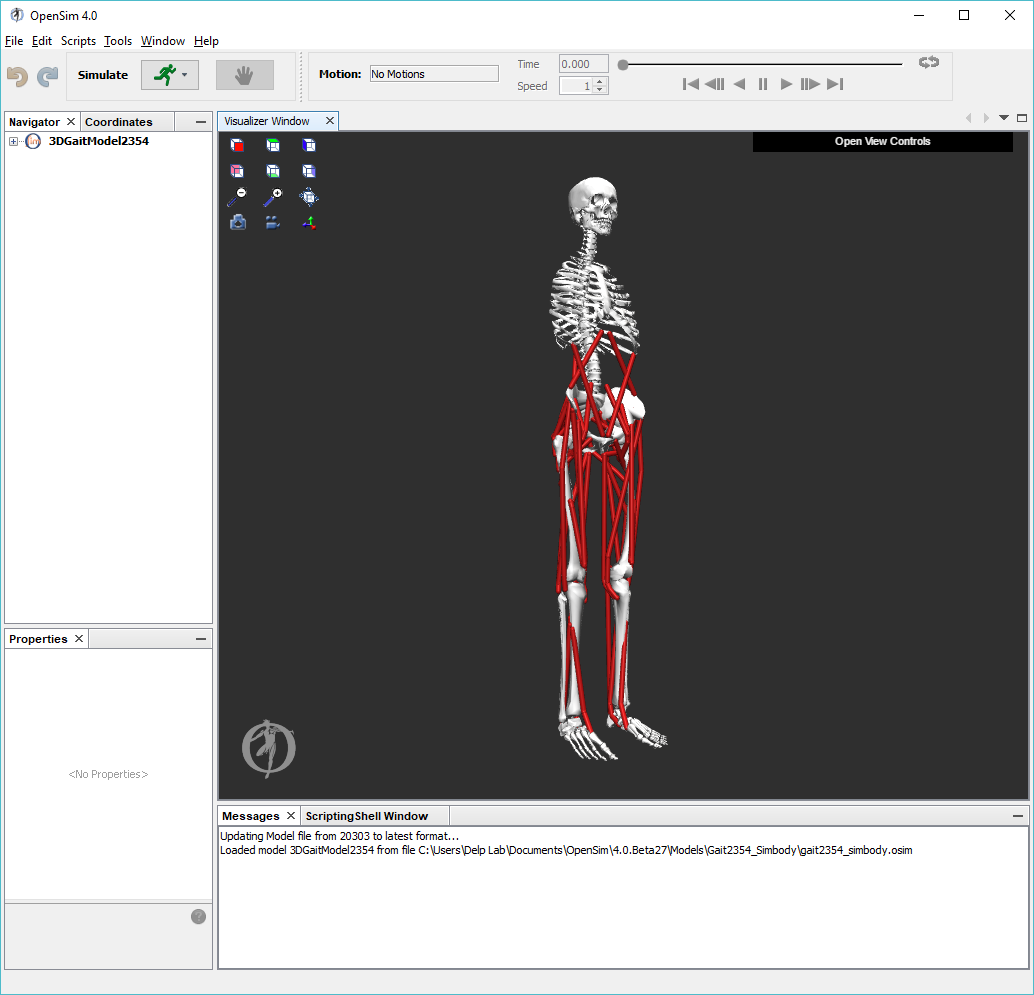 OpenSim 4.0
File Edit Scripts Tools Window Help
Simulate
Motion: No Motions
Time 0.000
Speed 1
Navigator Coordinates
3DGaitModel2354
Visualizer Window
Open View Controls
Properties
<No Properties>
Messages ScriptingShell Window
Updating Model file from 20303 to latest format...
Loaded model 3DGaitModel2354 from file C:\Users\Delp Lab\Documents\OpenSim\4.0.Beta27\Models\Gait2354_Simbody\gait2354_simbody.osim
?